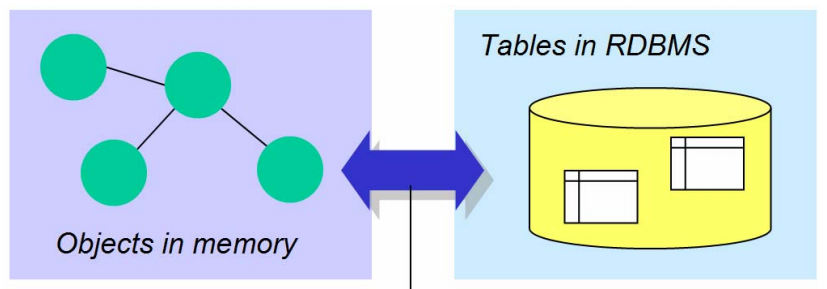 Tables in RDBMS
Objects in memory